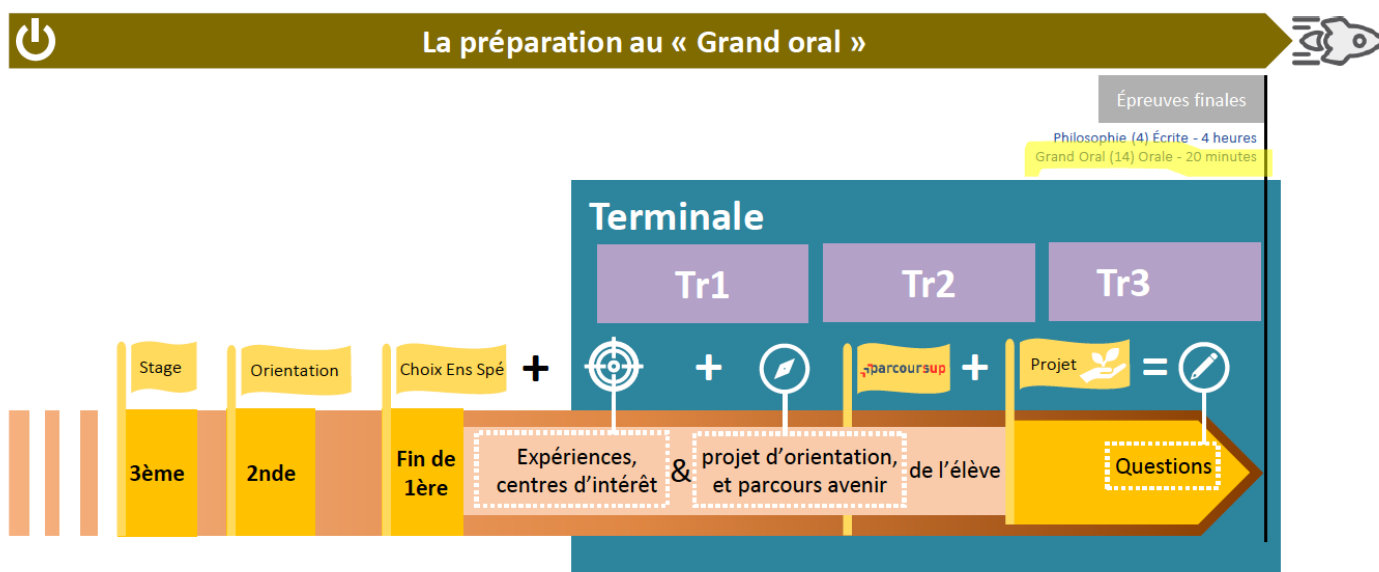 La préparation au « Grand oral »
Épreuves finales
Philosophie (4) Écrite - 4 heures
Grand Oral (14) Orale - 20 minutes
Terminale
Tr1
Tr2
Tr3
Stage
Orientation
Choix Ens Spé
+
+
parcoursup
+
Projet
=
3ème
2nde
Fin de
1ère
Expériences,
centres d'intérêt
&
projet d'orientation,
et parcours avenir
de l'élève
Questions